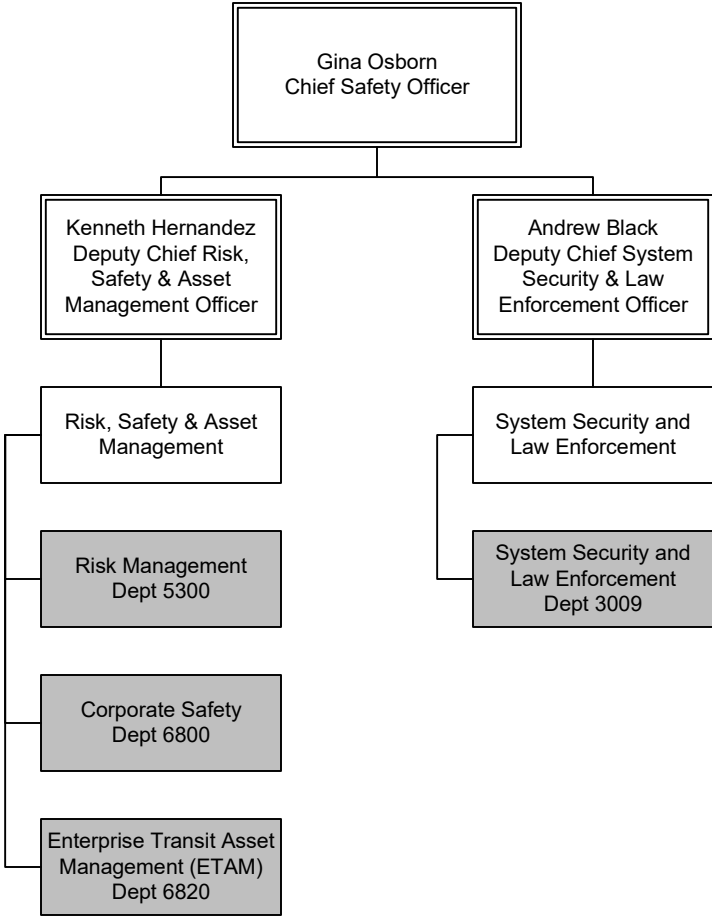 Gina Osborn
Chief Safety Officer
Kenneth Hernandez
Deputy Chief Risk,
Safety & Asset
Management Officer
Andrew Black
Deputy Chief System
Security & Law
Enforcement Officer
Risk, Safety & Asset
Management
System Security and
Law Enforcement
Risk Management
Dept 5300
System Security and
Law Enforcement
Dept 3009
Corporate Safety
Dept 6800
Enterprise Transit Asset
Management (ETAM)
Dept 6820